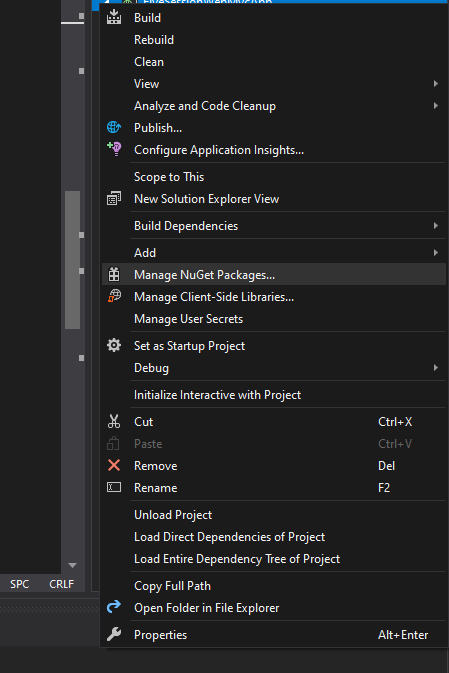 Build
Rebuild
Clean
View
Analyze and Code Cleanup
Publish...
Configure Application Insights...
Scope to This
New Solution Explorer View
Build Dependencies
Add
Manage NuGet Packages...
Manage Client-Side Libraries...
Manage User Secrets
Set as Startup Project
Debug
Initialize Interactive with Project
Cut Ctrl+X
Paste Ctrl+V
Remove Del
Rename F2
Unload Project
Load Direct Dependencies of Project
Load Entire Dependency Tree of Project
SPC CRLF
Copy Full Path
Open Folder in File Explorer
Properties Alt+Enter